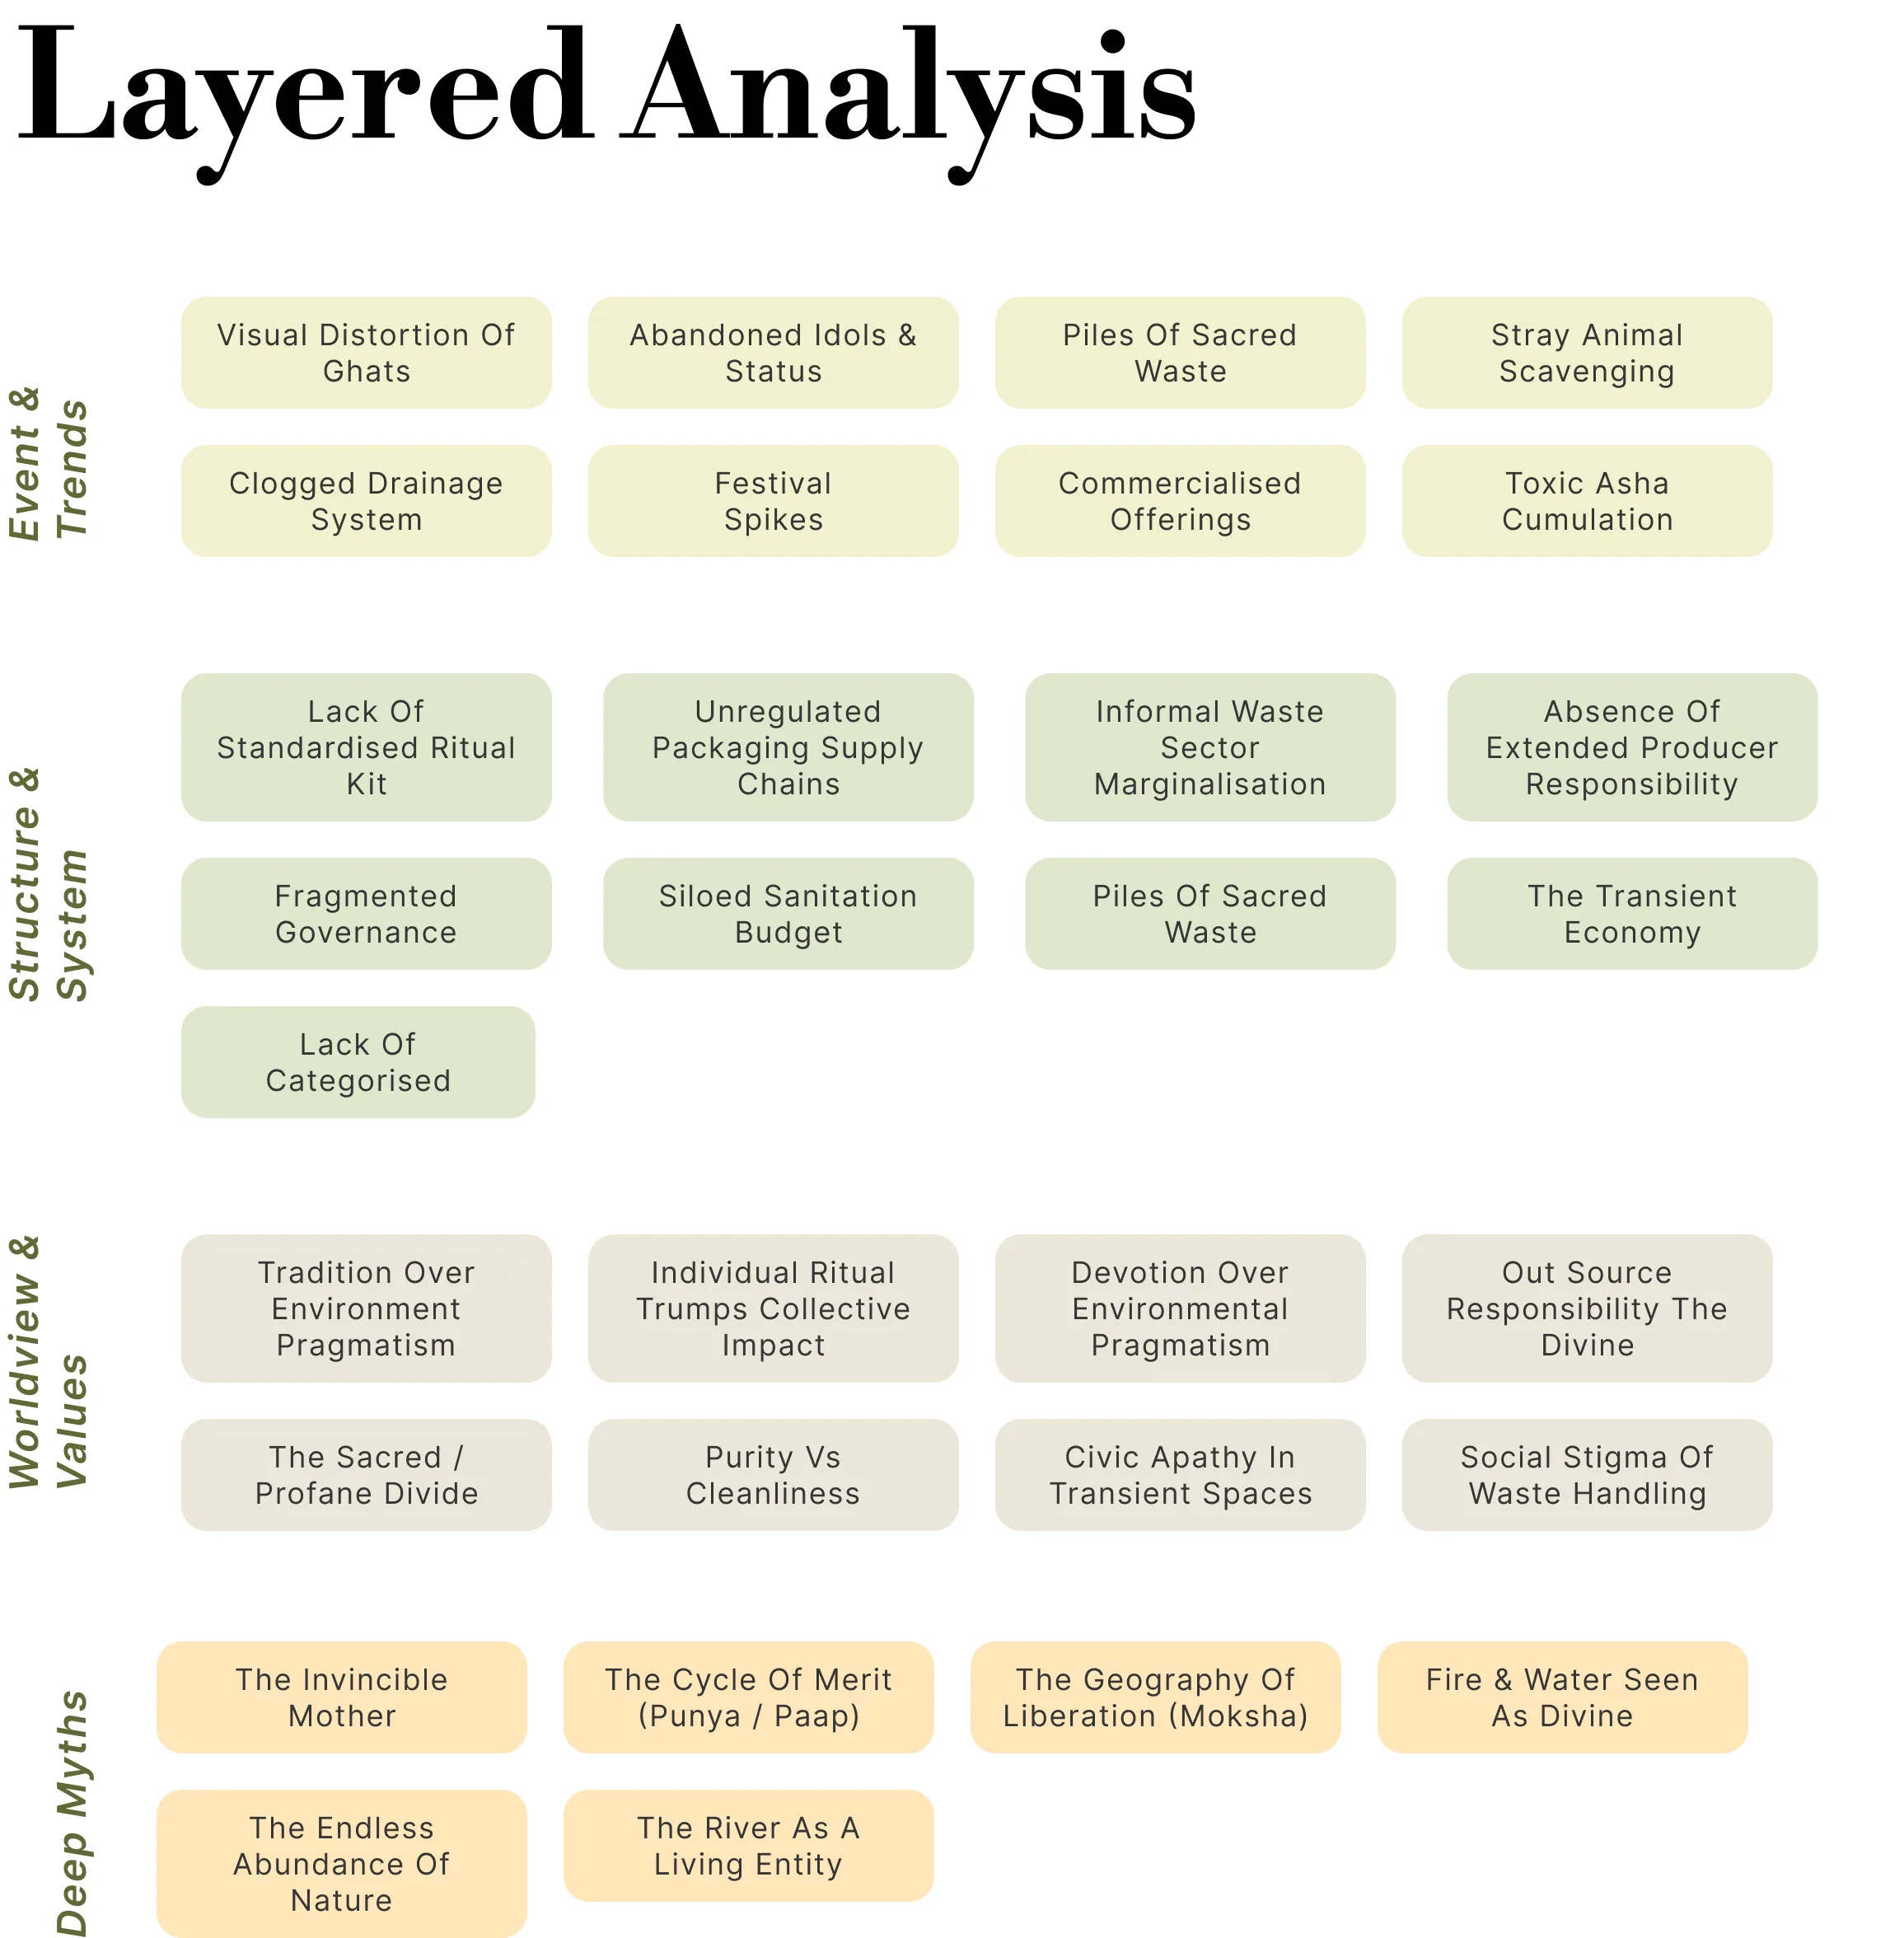 Layered Analysis
Event &
Trends
Visual Distortion Of
Ghats
Abandoned Idols &
Status
Piles Of Sacred
Waste
Stray Animal
Scavenging
Clogged Drainage
System
Festival
Spikes
Commercialised
Offerings
Toxic Asha
Cumulation
Structure &
System
Lack Of
Standardised Ritual
Kit
Unregulated
Packaging Supply
Chains
Informal Waste
Sector
Marginalisation
Absence Of
Extended Producer
Responsibility
Fragmented
Governance
Siloed Sanitation
Budget
Piles Of Sacred
Waste
The Transient
Economy
Lack Of
Categorised
Worldview &
Values
Tradition Over
Environment
Pragmatism
Individual Ritual
Trumps Collective
Impact
Devotion Over
Environmental
Pragmatism
Out Source
Responsibility The
Divine
The Sacred /
Profane Divide
Purity Vs
Cleanliness
Civic Apathy In
Transient Spaces
Social Stigma Of
Waste Handling
Deep Myths
The Invincible
Mother
The Cycle Of Merit
(Punya / Paap)
The Geography Of
Liberation (Moksha)
Fire & Water Seen
As Divine
The Endless
Abundance Of
Nature
The River As A
Living Entity